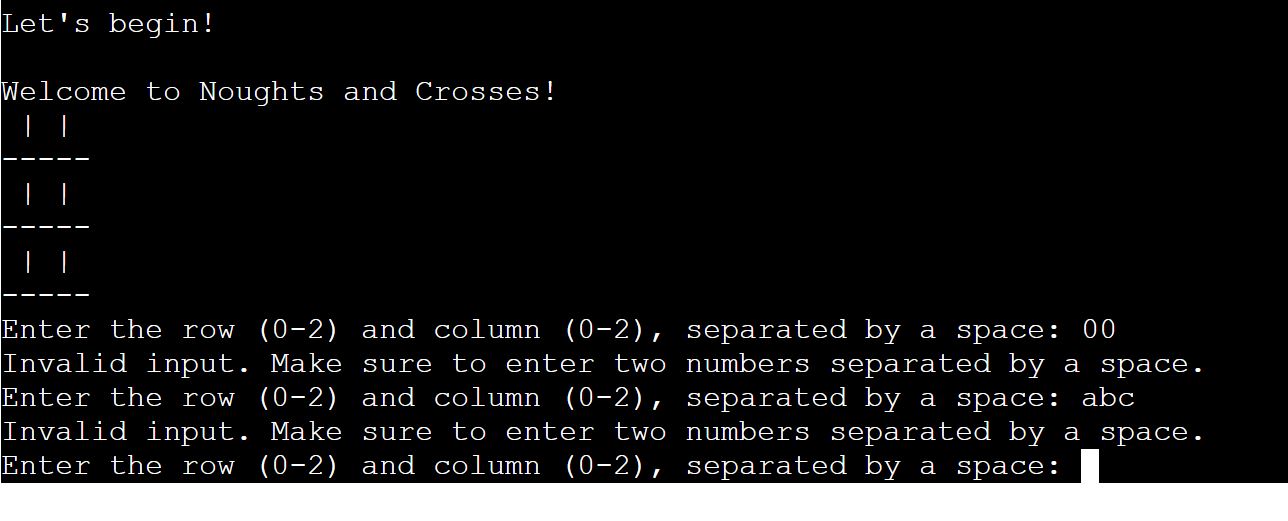 Let's begin!
Welcome to Noughts and Crosses!
 | |
-----
 | |
-----
 | |
-----
Enter the row (0-2) and column (0-2), separated by a space: 00
Invalid input. Make sure to enter two numbers separated by a space.
Enter the row (0-2) and column (0-2), separated by a space: abc
Invalid input. Make sure to enter two numbers separated by a space.
Enter the row (0-2) and column (0-2), separated by a space: